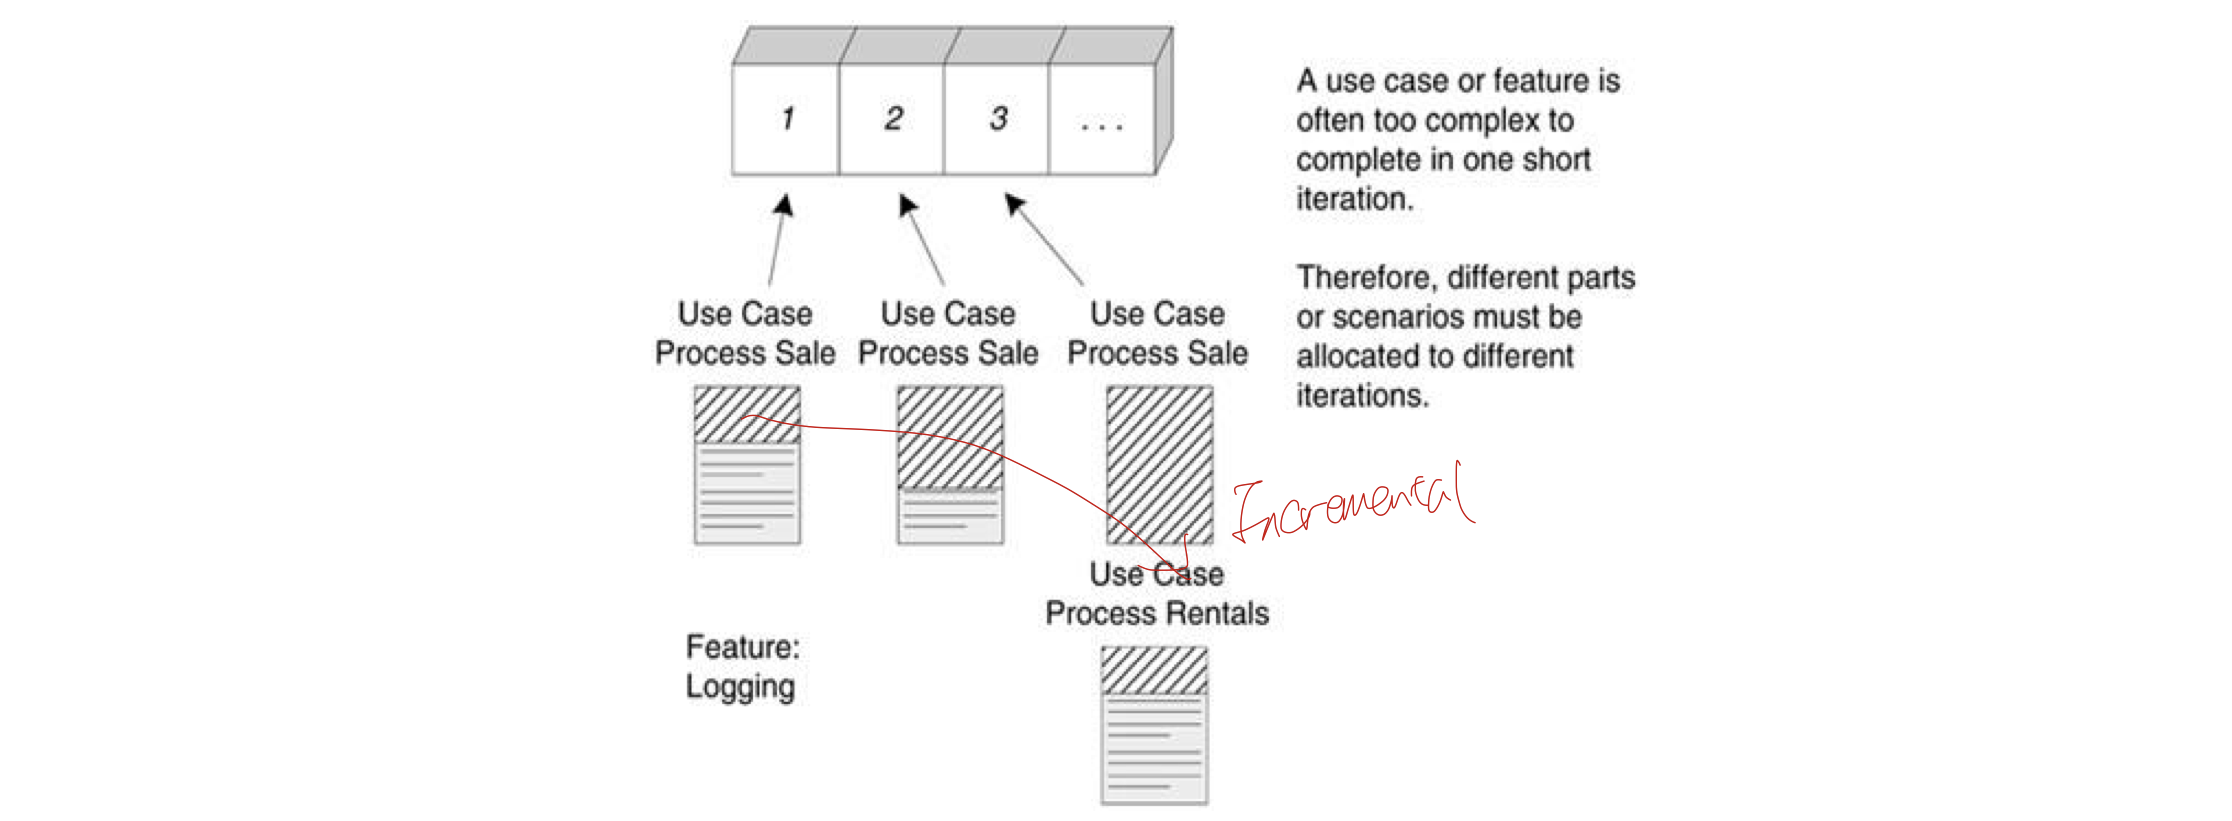 1 2 3 ...
A use case or feature is
often too complex to
complete in one short
iteration.
Therefore, different parts
or scenarios must be
allocated to different
iterations.
Use Case
Process Sale
Use Case
Process Sale
Use Case
Process Sale
Incremental
Use Case
Process Rentals
Feature:
Logging